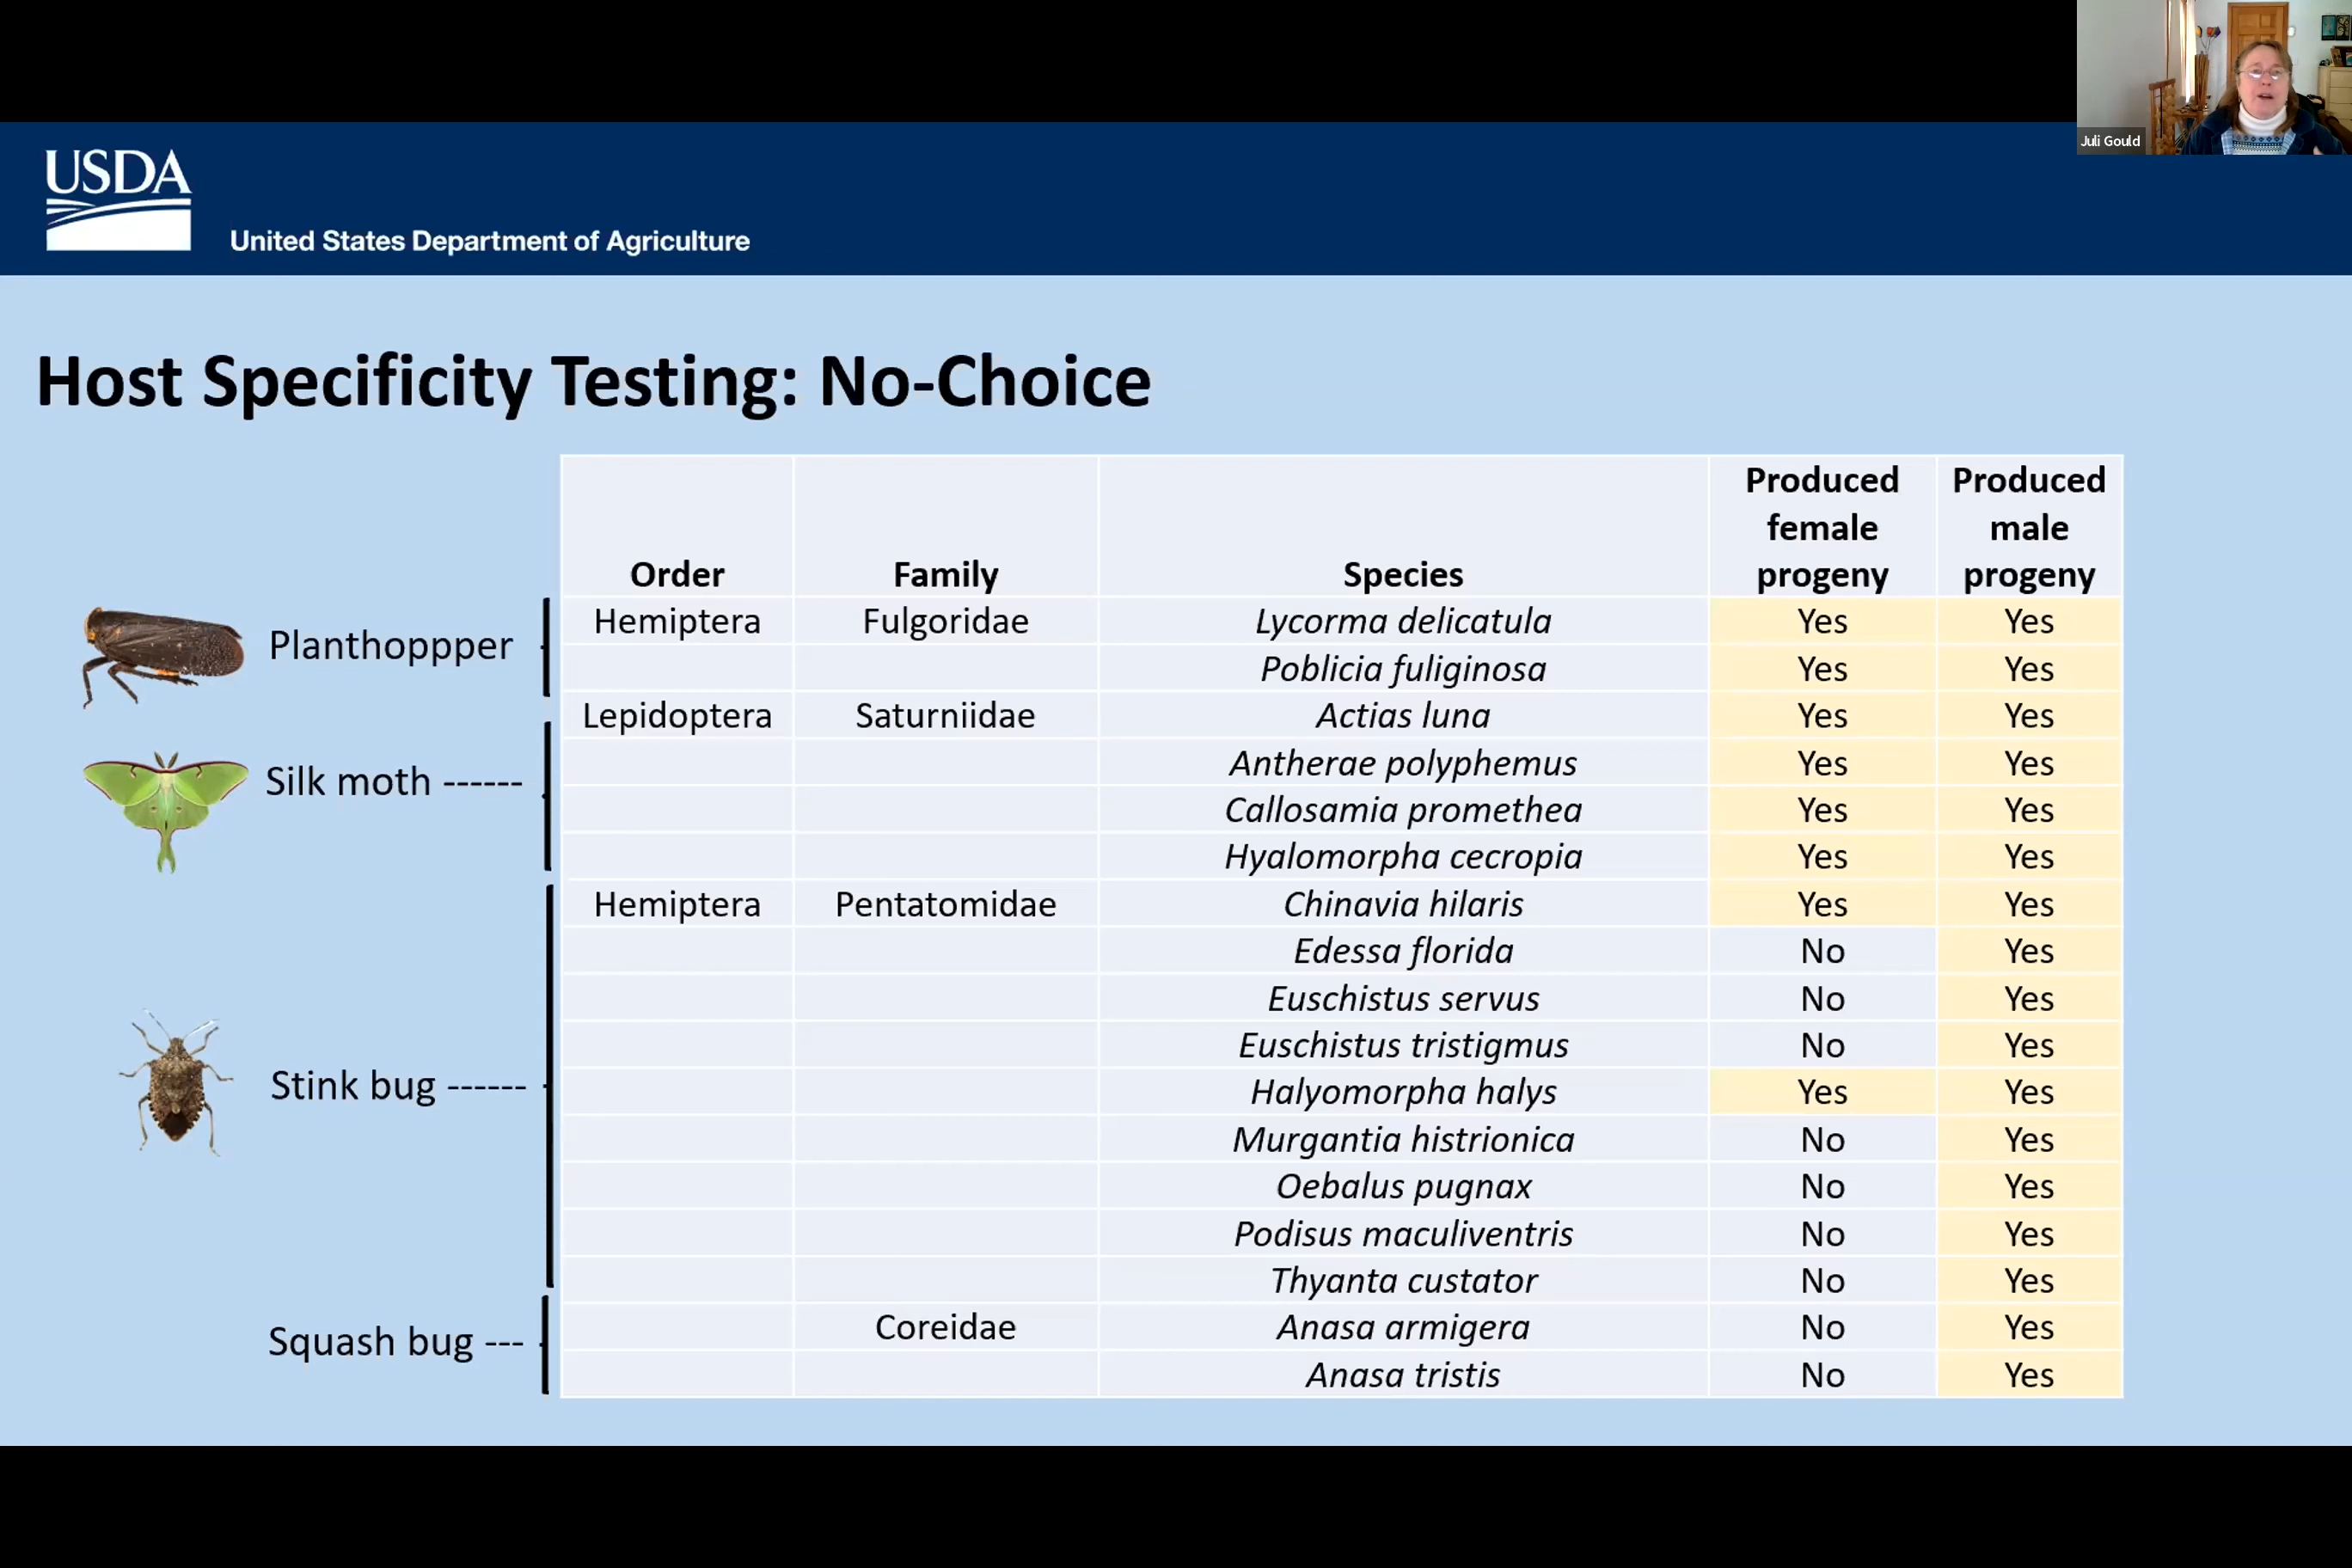 Juli Gould
USDA
United States Department of Agriculture
Host Specificity Testing: No-Choice
Order Family Species Produced female progeny Produced male progeny
Planthoppper
Hemiptera Fulgoridae Lycorma delicatula Yes Yes
Poblicia fuliginosa Yes Yes
Silk moth ------
Lepidoptera Saturniidae Actias luna Yes Yes
Antherae polyphemus Yes Yes
Callosamia promethea Yes Yes
Hyalomorpha cecropia Yes Yes
Stink bug ------
Hemiptera Pentatomidae Chinavia hilaris Yes Yes
Edessa florida No Yes
Euschistus servus No Yes
Euschistus tristigmus No Yes
Halyomorpha halys Yes Yes
Murgantia histrionica No Yes
Oebalus pugnax No Yes
Podisus maculiventris No Yes
Thyanta custator No Yes
Squash bug ---
Coreidae Anasa armigera No Yes
Anasa tristis No Yes